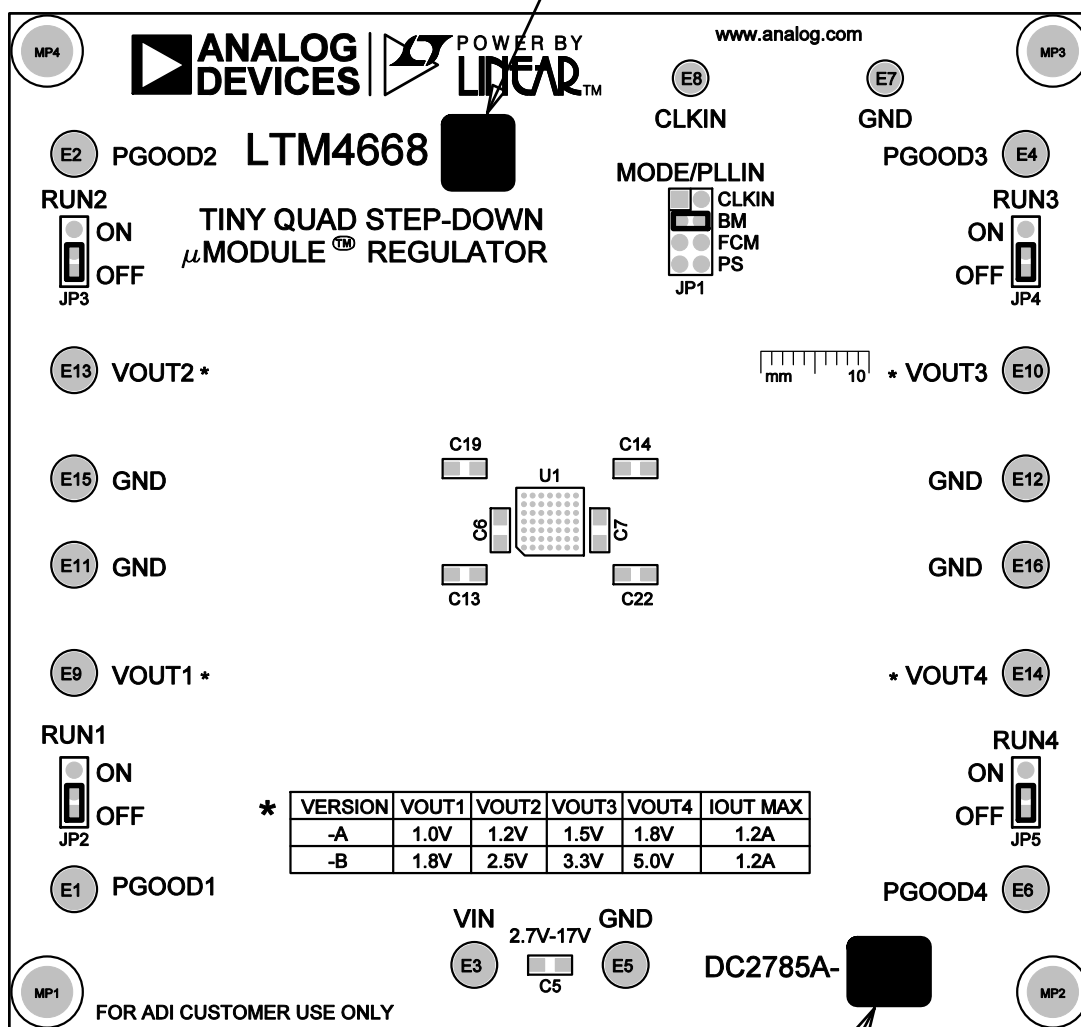 MP4
ANALOG DEVICES
LT
POWER BY LINEAR™
www.analog.com
MP3
E8
CLKIN
E7
GND
E2
PGOOD2
LTM4668
PGOOD3
E4
TINY QUAD STEP-DOWN
μMODULE ™ REGULATOR
RUN2
ON
OFF
JP3
MODE/PLLIN
CLKIN
BM
FCM
PS
JP1
RUN3
ON
OFF
JP4
E13
VOUT2 *
mm 10
* VOUT3
E10
C19
C14
E15
GND
U1
GND
E12
C6
C7
E11
GND
GND
E16
C13
C22
E9
VOUT1 *
* VOUT4
E14
RUN1
ON
OFF
JP2
RUN4
ON
OFF
JP5
*
VERSION VOUT1 VOUT2 VOUT3 VOUT4 IOUT MAX
-A 1.0V 1.2V 1.5V 1.8V 1.2A
-B 1.8V 2.5V 3.3V 5.0V 1.2A
E1
PGOOD1
PGOOD4
E6
VIN
GND
2.7V-17V
E3
C5
E5
DC2785A-
MP1
FOR ADI CUSTOMER USE ONLY
MP2